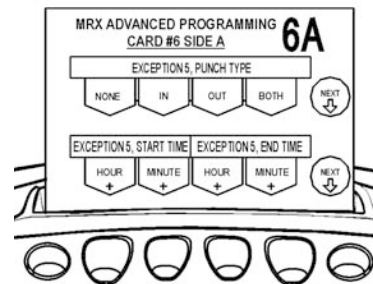 MRX ADVANCED PROGRAMMING
CARD #6 SIDE A
6A
EXCEPTION 5, PUNCH TYPE
NONE IN OUT BOTH NEXT
EXCEPTION 5, START TIME EXCEPTION 5, END TIME
HOUR + MINUTE + HOUR + MINUTE + NEXT